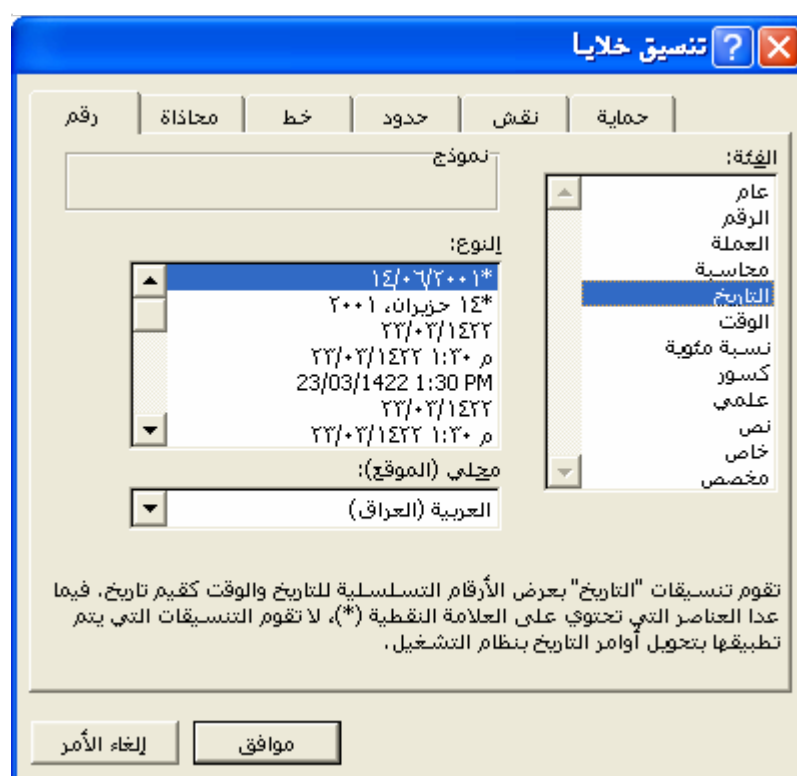 تنسيق خلايا
رقم
محاذاة
خط
حدود
نقش
حماية
الفئة:
عام
الرقم
العملة
محاسبة
التاريخ
الوقت
نسبة مئوية
كسور
علمي
نص
خاص
مخصص
نموذج
النوع:
*١٤/٠٦/٢٠٠١
*١٤ حزيران، ٢٠٠١
٢٣/٠٣/١٤٢٢
٢٣/٠٣/١٤٢٢ ١:٣٠ م
23/03/1422 1:30 PM
٢٣/٠٣/١٤٢٢
٢٣/٠٣/١٤٢٢ ١:٣٠ م
محلي (الموقع):
العربية (العراق)
تقوم تنسيقات "التاريخ" بعرض الأرقام التسلسلية للتاريخ والوقت كقيم تاريخ. فيما
عدا العناصر التي تحتوي على العلامة النقطية (*)، لا تقوم التنسيقات التي يتم
تطبيقها بتحويل أوامر التاريخ بنظام التشغيل.
موافق
إلغاء الأمر